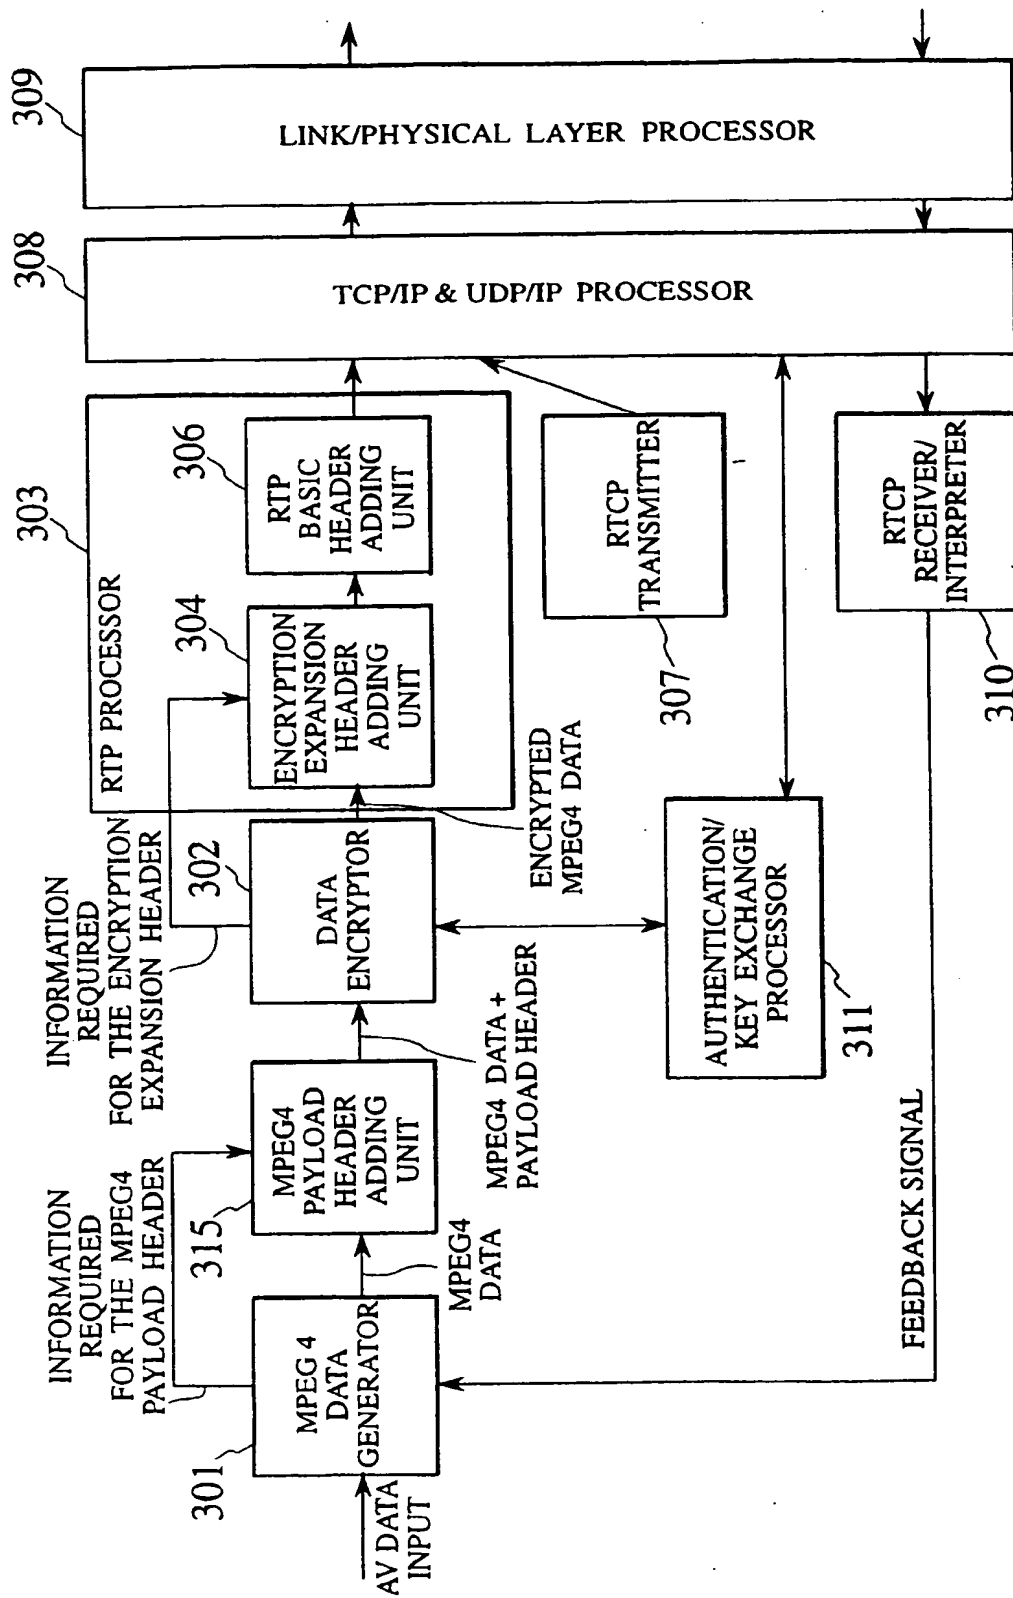 309
LINK/PHYSICAL LAYER PROCESSOR
308
TCP/IP & UDP/IP PROCESSOR
303
RTP PROCESSOR
306
RTP
BASIC
HEADER
ADDING
UNIT
304
ENCRYPTION
EXPANSION
HEADER
ADDING
UNIT
RTCP
TRANSMITTER
307
RTCP
RECEIVER/
INTERPRETER
310
INFORMATION
REQUIRED
FOR THE ENCRYPTION
EXPANSION HEADER
302
DATA
ENCRYPTOR
ENCRYPTED
MPEG4 DATA
AUTHENTICATION/
KEY EXCHANGE
PROCESSOR
311
INFORMATION
REQUIRED
FOR THE MPEG4
PAYLOAD HEADER
315
MPEG4
PAYLOAD
HEADER
ADDING
UNIT
MPEG4 DATA +
PAYLOAD HEADER
MPEG4
DATA
301
MPEG 4
DATA
GENERATOR
AV DATA
INPUT
FEEDBACK SIGNAL